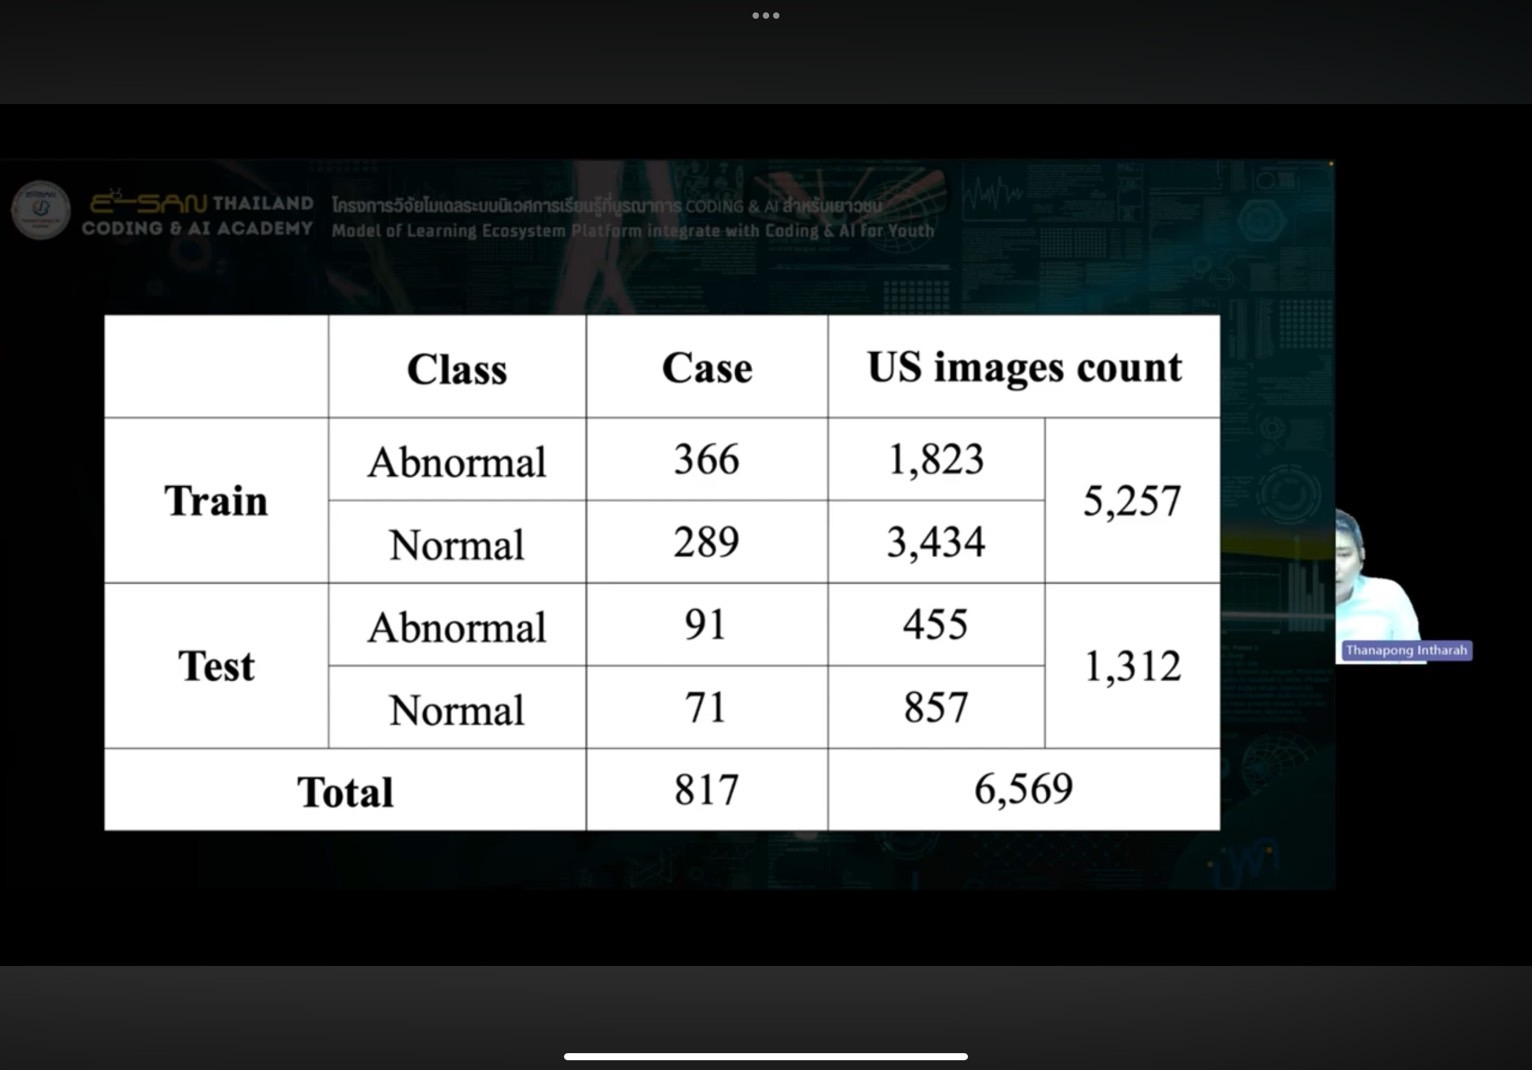 E-SAN THAILAND
CODING & AI ACADEMY
โครงการวิจัยโมเดลระบบนิเวศการเรียนรู้ที่บูรณาการ CODING & AI สำหรับเยาวชน
Model of Learning Ecosystem Platform integrate with Coding & AI for Youth
Class Case US images count
Train Abnormal 366 1,823 5,257
Normal 289 3,434
Test Abnormal 91 455 1,312
Normal 71 857
Total 817 6,569
Thanapong Intharah